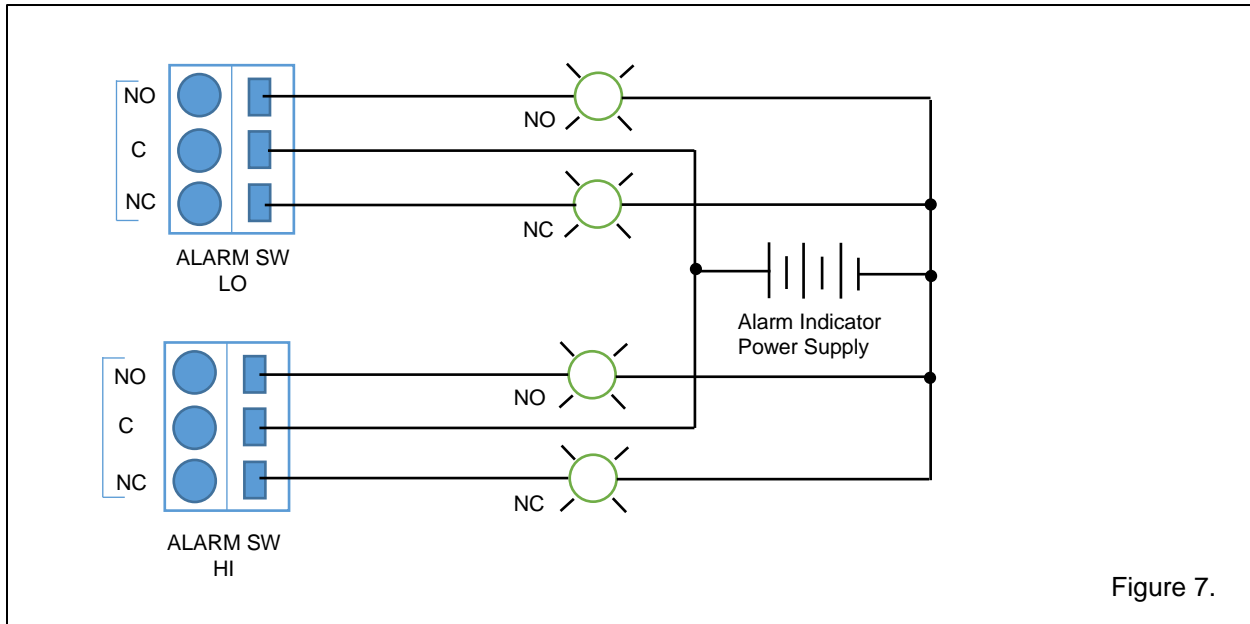 NO
NO
C
NC
NC
ALARM SW
LO
Alarm Indicator
Power Supply
NO
NO
C
NC
NC
ALARM SW
HI
Figure 7.